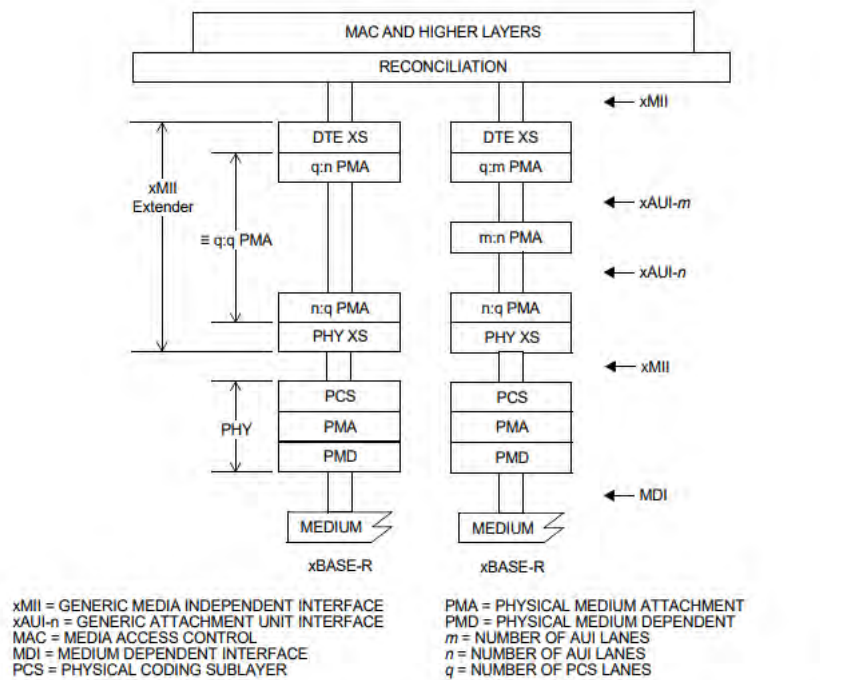 MAC AND HIGHER LAYERS
RECONCILIATION
xMII
DTE XS
DTE XS
q:n PMA
q:m PMA
xMII
Extender
xAUI-m
≡ q:q PMA
m:n PMA
xAUI-n
n:q PMA
n:q PMA
PHY XS
PHY XS
xMII
PCS
PCS
PHY
PMA
PMA
PMD
PMD
MDI
MEDIUM
MEDIUM
xBASE-R
xBASE-R
xMII = GENERIC MEDIA INDEPENDENT INTERFACE
xAUI-n = GENERIC ATTACHMENT UNIT INTERFACE
MAC = MEDIA ACCESS CONTROL
MDI = MEDIUM DEPENDENT INTERFACE
PCS = PHYSICAL CODING SUBLAYER
PMA = PHYSICAL MEDIUM ATTACHMENT
PMD = PHYSICAL MEDIUM DEPENDENT
m = NUMBER OF AUI LANES
n = NUMBER OF AUI LANES
q = NUMBER OF PCS LANES